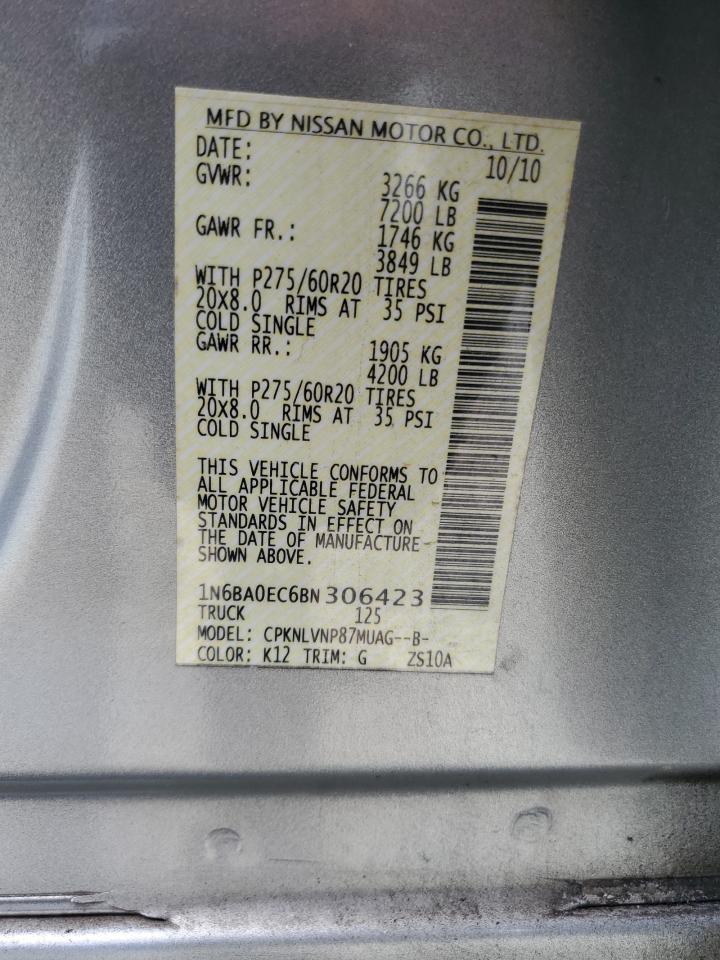 MFD BY NISSAN MOTOR CO., LTD.
DATE: 10/10
GVWR: 3266 KG
7200 LB
GAWR FR.: 1746 KG
3849 LB
WITH P275/60R20 TIRES
20X8.0 RIMS AT 35 PSI
COLD SINGLE
GAWR RR.: 1905 KG
4200 LB
WITH P275/60R20 TIRES
20X8.0 RIMS AT 35 PSI
COLD SINGLE
THIS VEHICLE CONFORMS TO
ALL APPLICABLE FEDERAL
MOTOR VEHICLE SAFETY
STANDARDS IN EFFECT ON
THE DATE OF MANUFACTURE
SHOWN ABOVE.
1N6BA0EC6BN306423
TRUCK 125
MODEL: CPKNLVNP87MUAG--B-
COLOR: K12 TRIM: G ZS10A